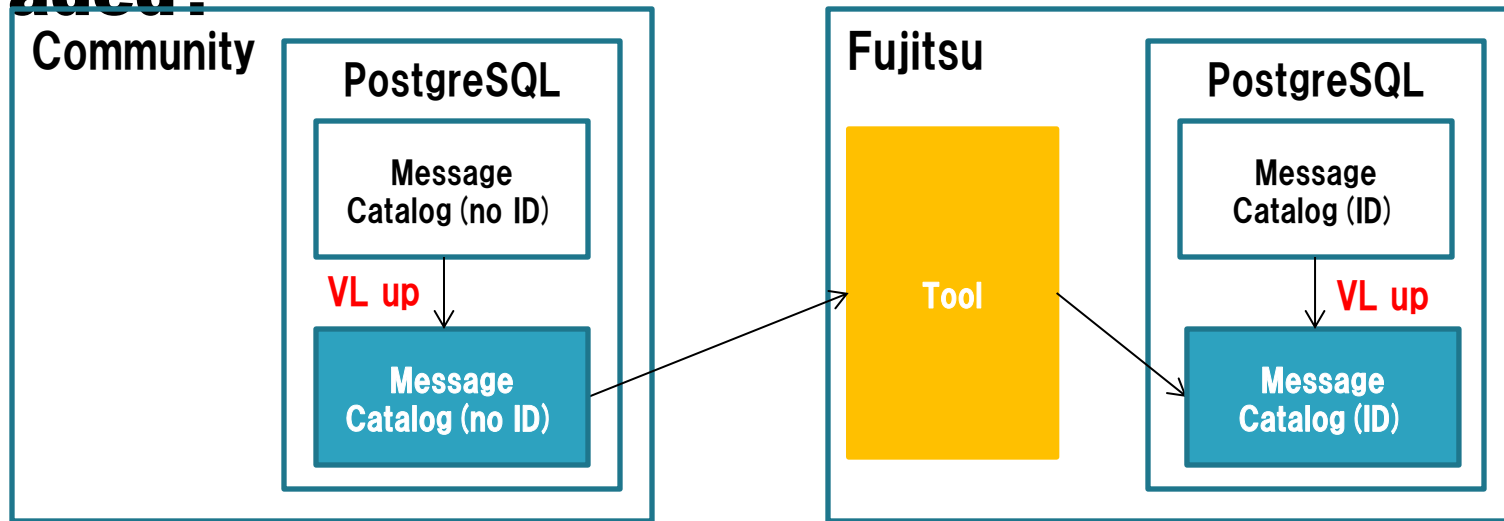 Community
PostgreSQL
Message
Catalog (no ID)
VL up
Message
Catalog (no ID)
Fujitsu
Tool
PostgreSQL
Message
Catalog (ID)
VL up
Message
Catalog (ID)